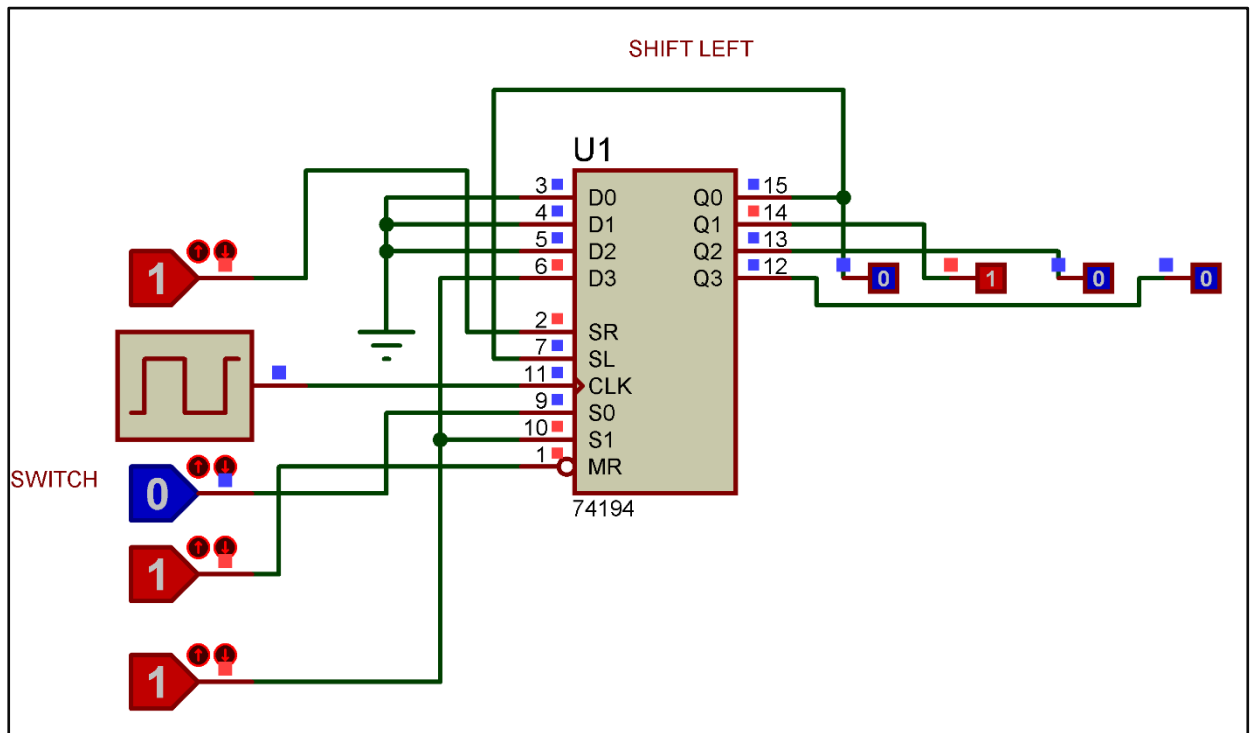 SHIFT LEFT
U1
3 D0 Q0 15
4 D1 Q1 14
5 D2 Q2 13
6 D3 Q3 12
1
0 1 0 0
2 SR
7 SL
11 CLK
9 S0
10 S1
1 MR
SWITCH
0
74194
1
1